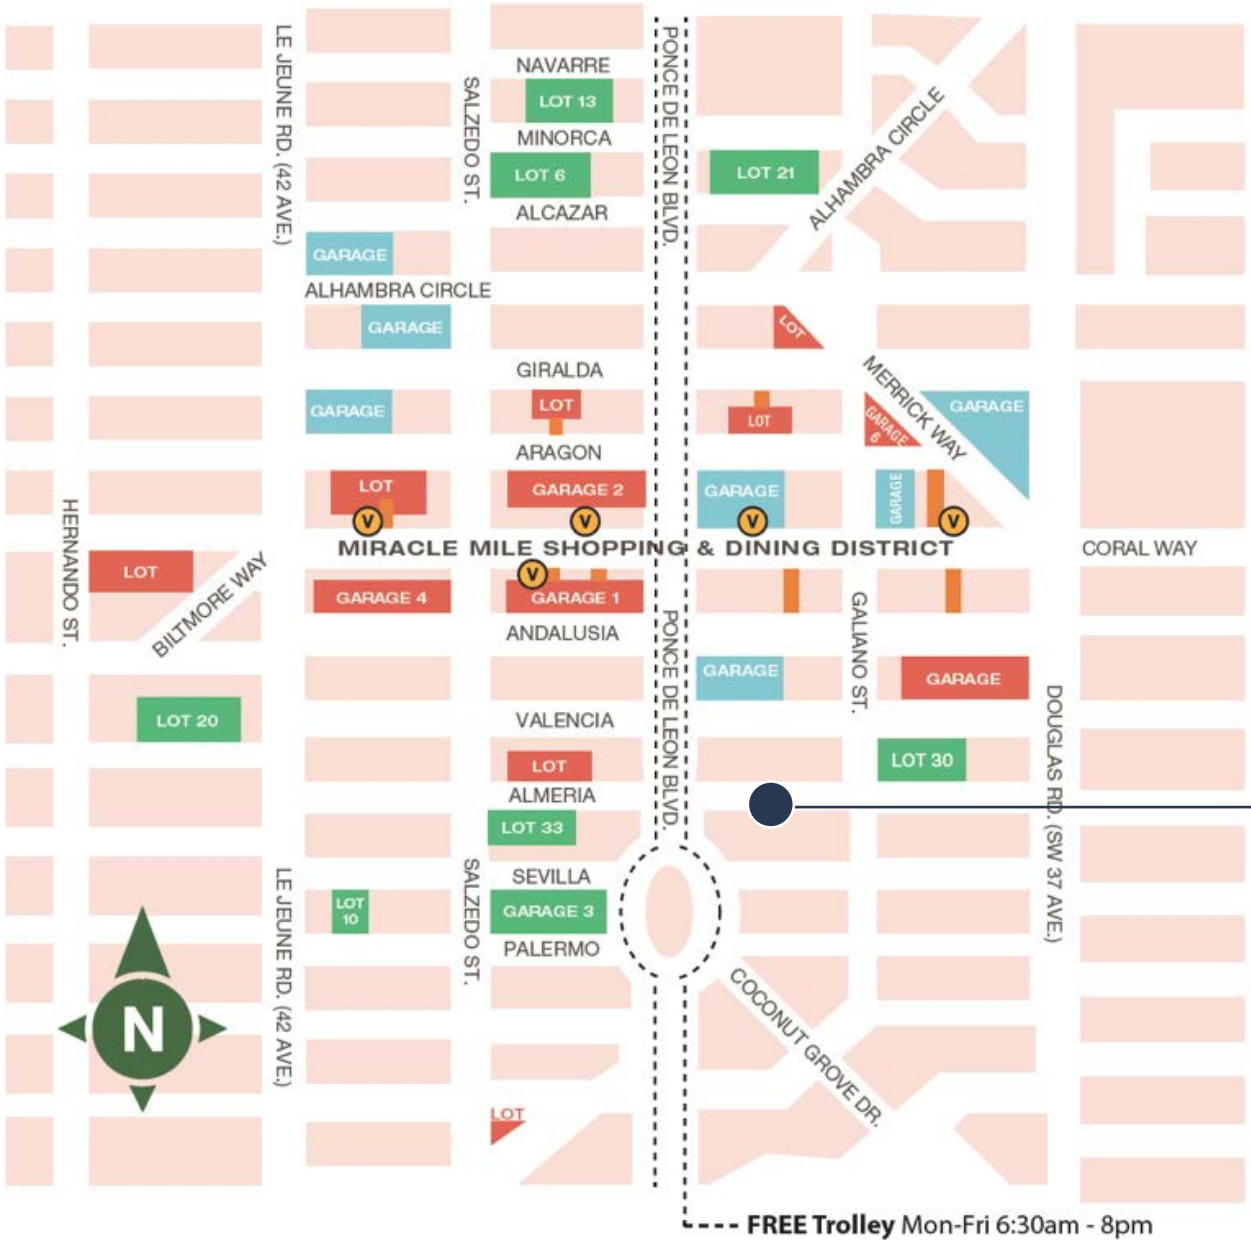 NAVARRE
LE JEUNE RD. (42 AVE.)
SALZEDO ST.
PONCE DE LEON BLVD.
LOT 13
MINORCA
LOT 6
LOT 21
ALHAMBRA CIRCLE
ALCAZAR
GARAGE
ALHAMBRA CIRCLE
GARAGE
LOT
GIRALDA
MERRICK WAY
GARAGE
LOT
LOT
GARAGE
6
GARAGE
ARAGON
LOT
GARAGE 2
GARAGE
GARAGE
V
V
V
V
HERNANDO ST.
MIRACLE MILE SHOPPING & DINING DISTRICT
CORAL WAY
LOT
BILTMORE WAY
V
GARAGE 4
GARAGE 1
PONCE DE LEON BLVD.
GALIANO ST.
ANDALUSIA
GARAGE
GARAGE
DOUGLAS RD. (SW 37 AVE.)
LOT 20
VALENCIA
LOT
LOT 30
ALMERIA
LOT 33
LE JEUNE RD. (42 AVE.)
SALZEDO ST.
SEVILLA
LOT
10
GARAGE 3
PALERMO
COCONUT GROVE DR.
N
LOT
FREE Trolley Mon-Fri 6:30am - 8pm